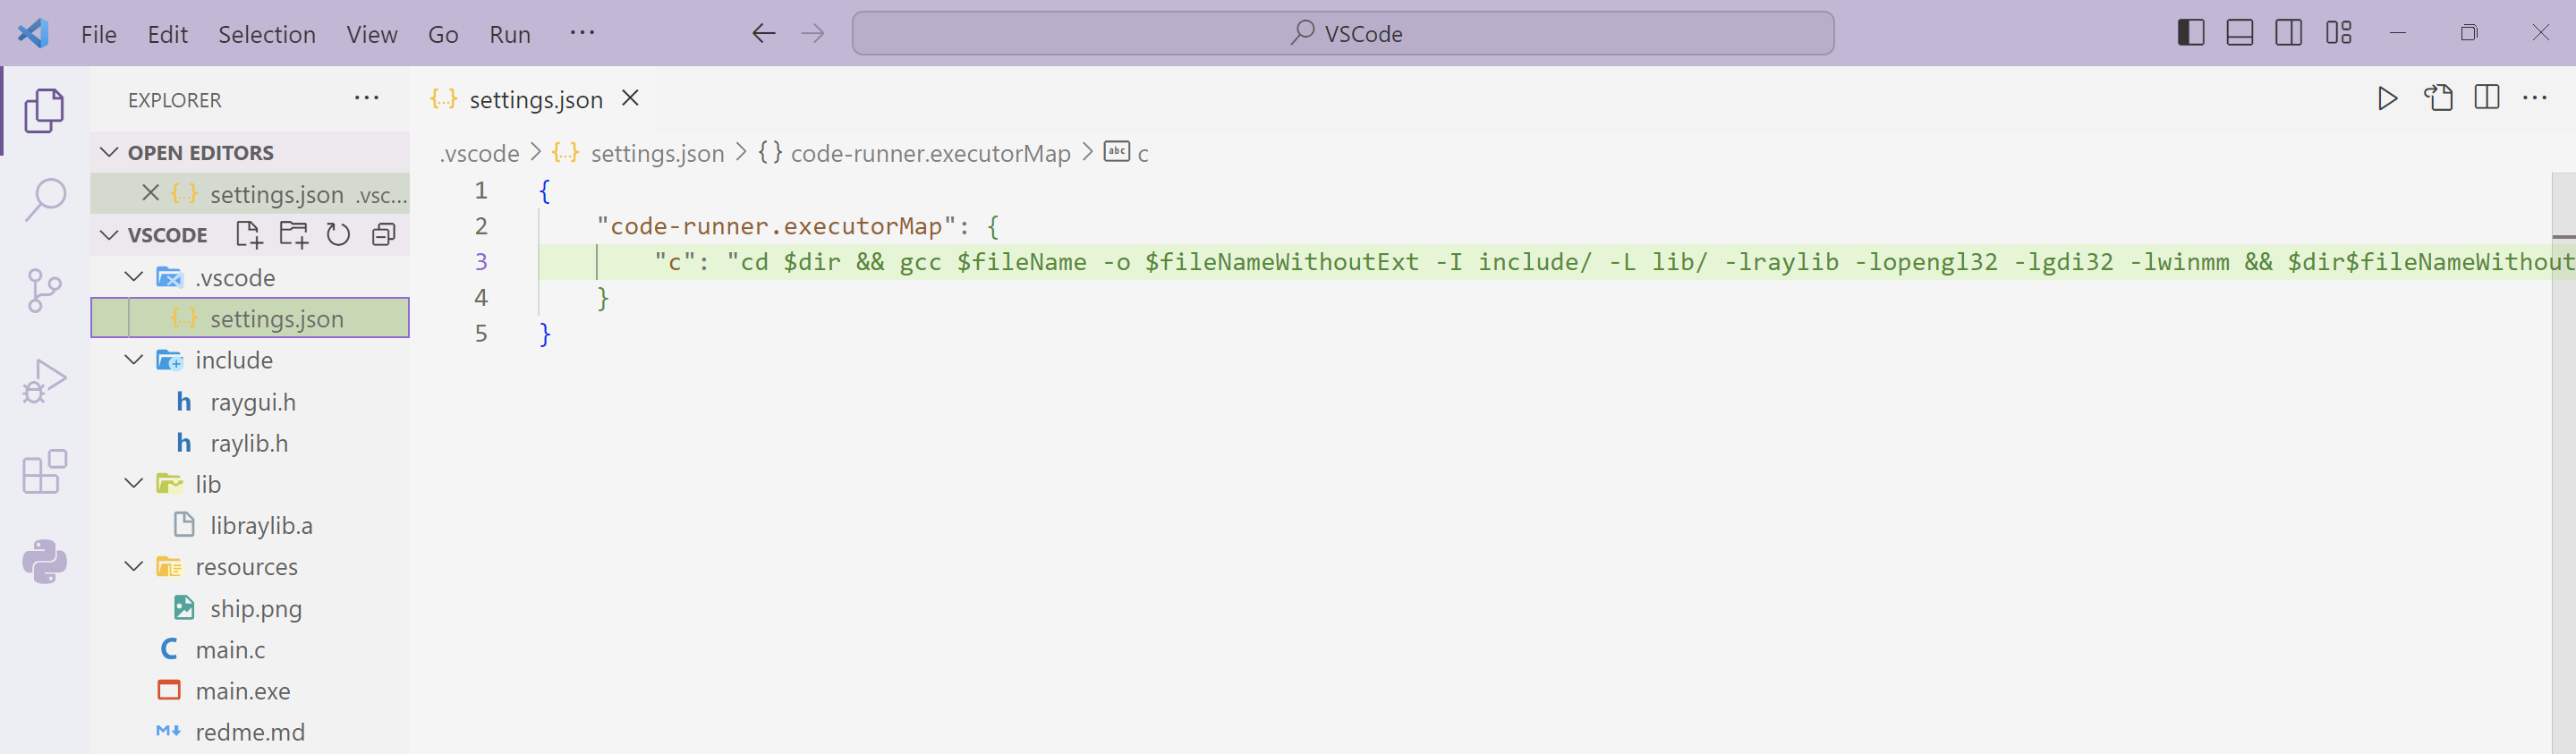 File Edit Selection View Go Run ···
VSCode
EXPLORER ···
OPEN EDITORS
settings.json .vsc...
VSCODE
.vscode
settings.json
include
h raygui.h
h raylib.h
lib
libraylib.a
resources
ship.png
C main.c
main.exe
M redme.md
{..} settings.json
.vscode > {..} settings.json > {} code-runner.executorMap > abc c
1 {
2 "code-runner.executorMap": {
3 "c": "cd $dir && gcc $fileName -o $fileNameWithoutExt -I include/ -L lib/ -lraylib -lopengl32 -lgdi32 -lwinmm && $dir$fileNameWithout
4 }
5 }